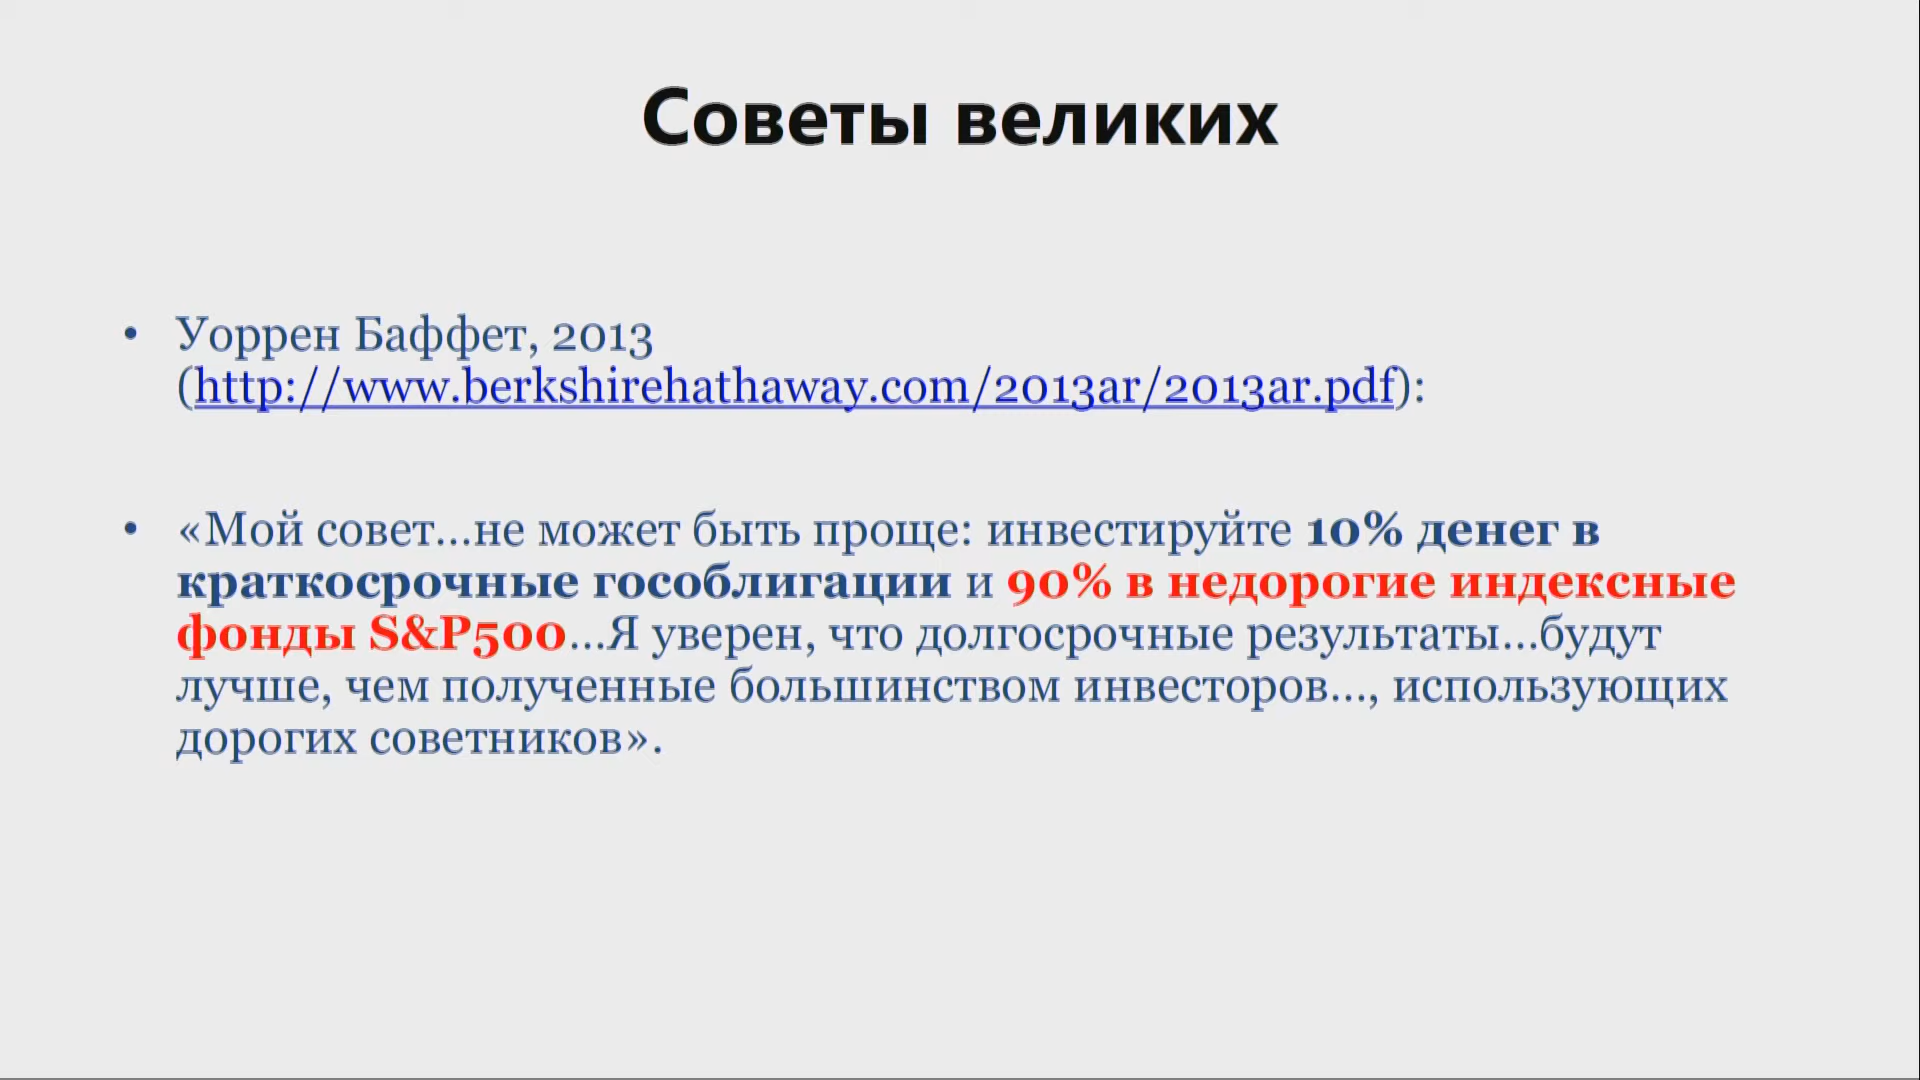 Советы великих
• Уоррен Баффет, 2013
(http://www.berkshirehathaway.com/2013ar/2013ar.pdf):
• «Мой совет...не может быть проще: инвестируйте 10% денег в
краткосрочные гособлигации и 90% в недорогие индексные
фонды S&P500...Я уверен, что долгосрочные результаты...будут
лучше, чем полученные большинством инвесторов..., использующих
дорогих советников».